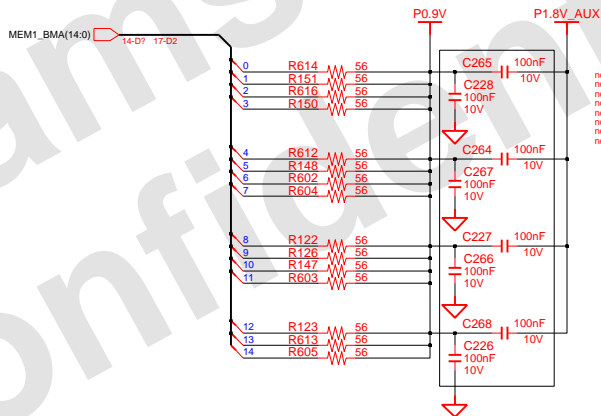 P0.9V P1.8V_AUX
MEM1_BMA(14:0) 14-D? 17-D2
0 R614 56 C265 100nF
1 R151 56 10V
2 R616 56 C228
3 R150 56 100nF
10V
4 R612 56 C264 100nF
5 R148 56 10V
6 R602 56 C267
7 R604 56 100nF
10V
8 R122 56 C227 100nF
9 R126 56 10V
10 R147 56 C266
11 R603 56 100nF
10V
12 R123 56 C268 100nF
13 R613 56 10V
14 R605 56 C226
100nF
10V